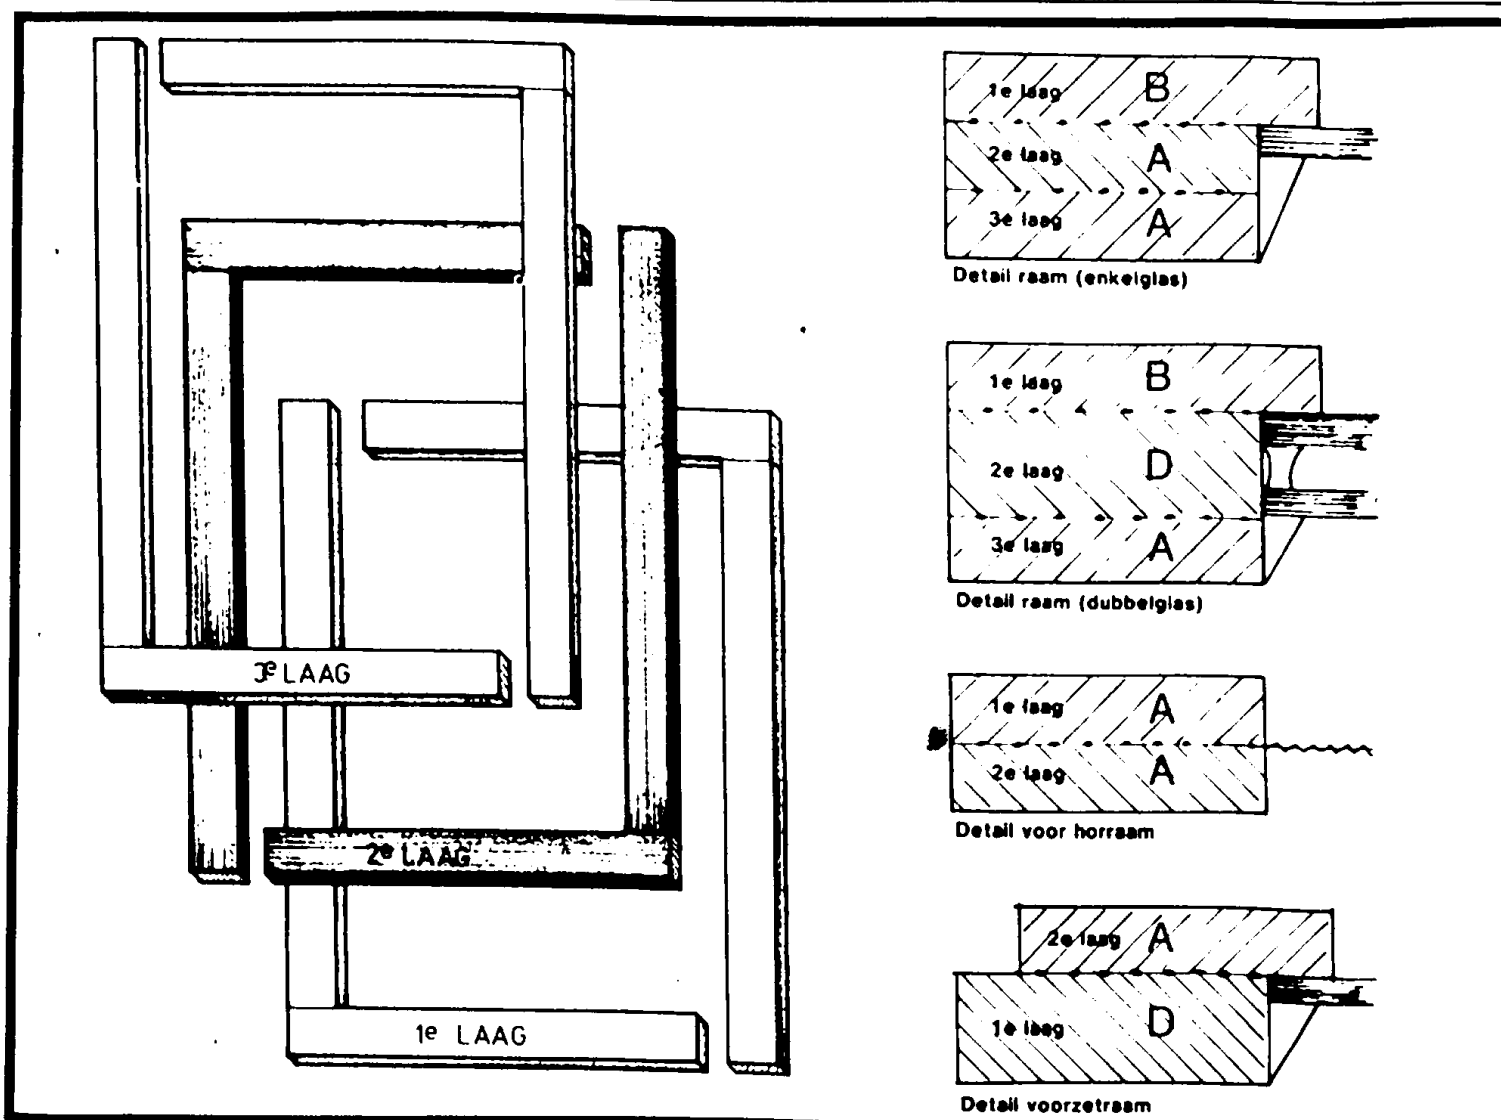 3e LAAG
2e LAAG
1e LAAG
1e laag B
2e laag A
3e laag A
Detail raam (enkelglas)
1e laag B
2e laag D
3e laag A
Detail raam (dubbelglas)
1e laag A
2e laag A
Detail voor horraam
2e laag A
1e laag D
Detail voorzetraam